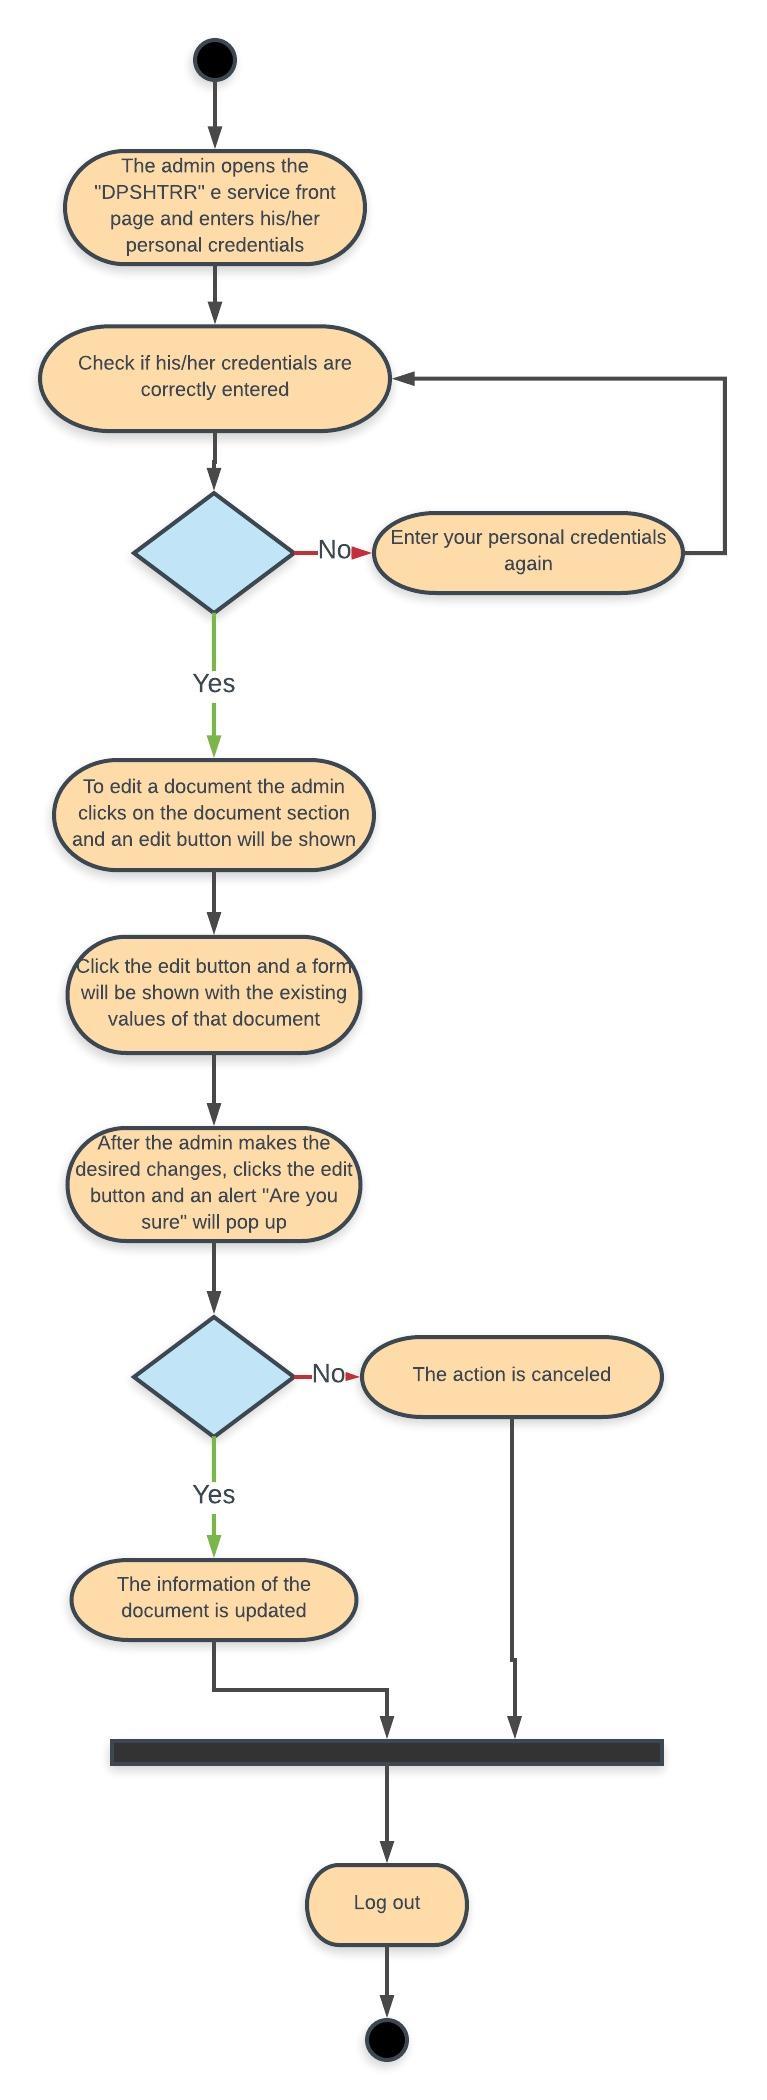 The admin opens the
"DPSHTRR" e service front
page and enters his/her
personal credentials
Check if his/her credentials are
correctly entered
No
Enter your personal credentials
again
Yes
To edit a document the admin
clicks on the document section
and an edit button will be shown
Click the edit button and a form
will be shown with the existing
values of that document
After the admin makes the
desired changes, clicks the edit
button and an alert "Are you
sure" will pop up
No
The action is canceled
Yes
The information of the
document is updated
Log out